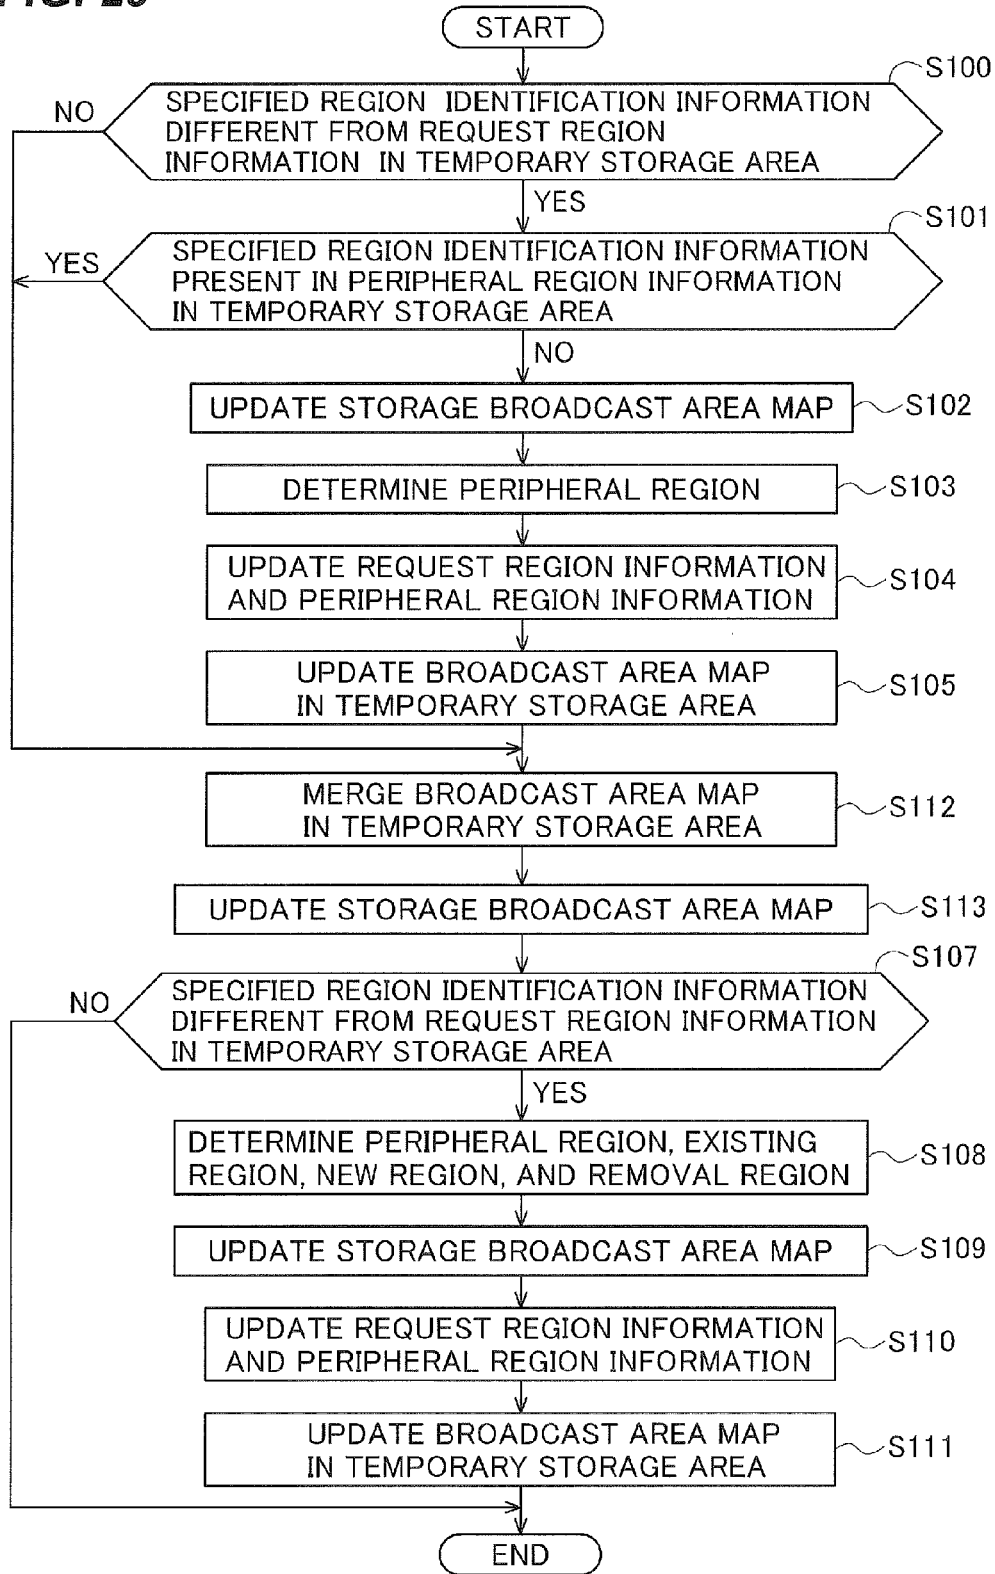 START
S100
NO
SPECIFIED REGION IDENTIFICATION INFORMATION
DIFFERENT FROM REQUEST REGION
INFORMATION IN TEMPORARY STORAGE AREA
YES
S101
YES
SPECIFIED REGION IDENTIFICATION INFORMATION
PRESENT IN PERIPHERAL REGION INFORMATION
IN TEMPORARY STORAGE AREA
NO
UPDATE STORAGE BROADCAST AREA MAP
S102
DETERMINE PERIPHERAL REGION
S103
UPDATE REQUEST REGION INFORMATION
AND PERIPHERAL REGION INFORMATION
S104
UPDATE BROADCAST AREA MAP
IN TEMPORARY STORAGE AREA
S105
MERGE BROADCAST AREA MAP
IN TEMPORARY STORAGE AREA
S112
UPDATE STORAGE BROADCAST AREA MAP
S113
S107
NO
SPECIFIED REGION IDENTIFICATION INFORMATION
DIFFERENT FROM REQUEST REGION INFORMATION
IN TEMPORARY STORAGE AREA
YES
DETERMINE PERIPHERAL REGION, EXISTING
REGION, NEW REGION, AND REMOVAL REGION
S108
UPDATE STORAGE BROADCAST AREA MAP
S109
UPDATE REQUEST REGION INFORMATION
AND PERIPHERAL REGION INFORMATION
S110
UPDATE BROADCAST AREA MAP
IN TEMPORARY STORAGE AREA
S111
END